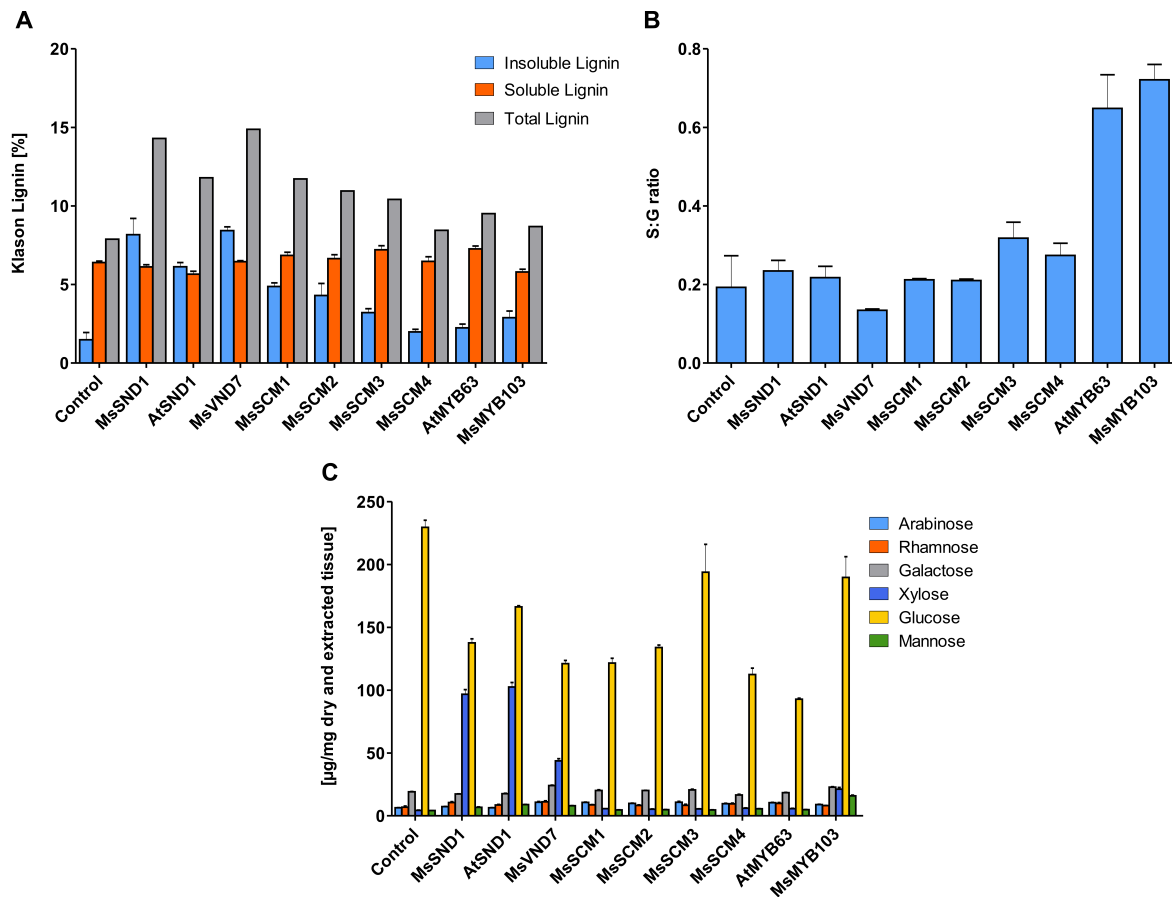 A
Klason Lignin [%]
20
15
10
5
0
Insoluble Lignin
Soluble Lignin
Total Lignin
Control
MsSND1
AtSND1
MsVND7
MsSCM1
MsSCM2
MsSCM3
MsSCM4
AtMYB63
MsMYB103
B
S:G ratio
0.8
0.6
0.4
0.2
0.0
Control
MsSND1
AtSND1
MsVND7
MsSCM1
MsSCM2
MsSCM3
MsSCM4
AtMYB63
MsMYB103
C
[µg/mg dry and extracted tissue]
250
200
150
100
50
0
Arabinose
Rhamnose
Galactose
Xylose
Glucose
Mannose
Control
MsSND1
AtSND1
MsVND7
MsSCM1
MsSCM2
MsSCM3
MsSCM4
AtMYB63
MsMYB103